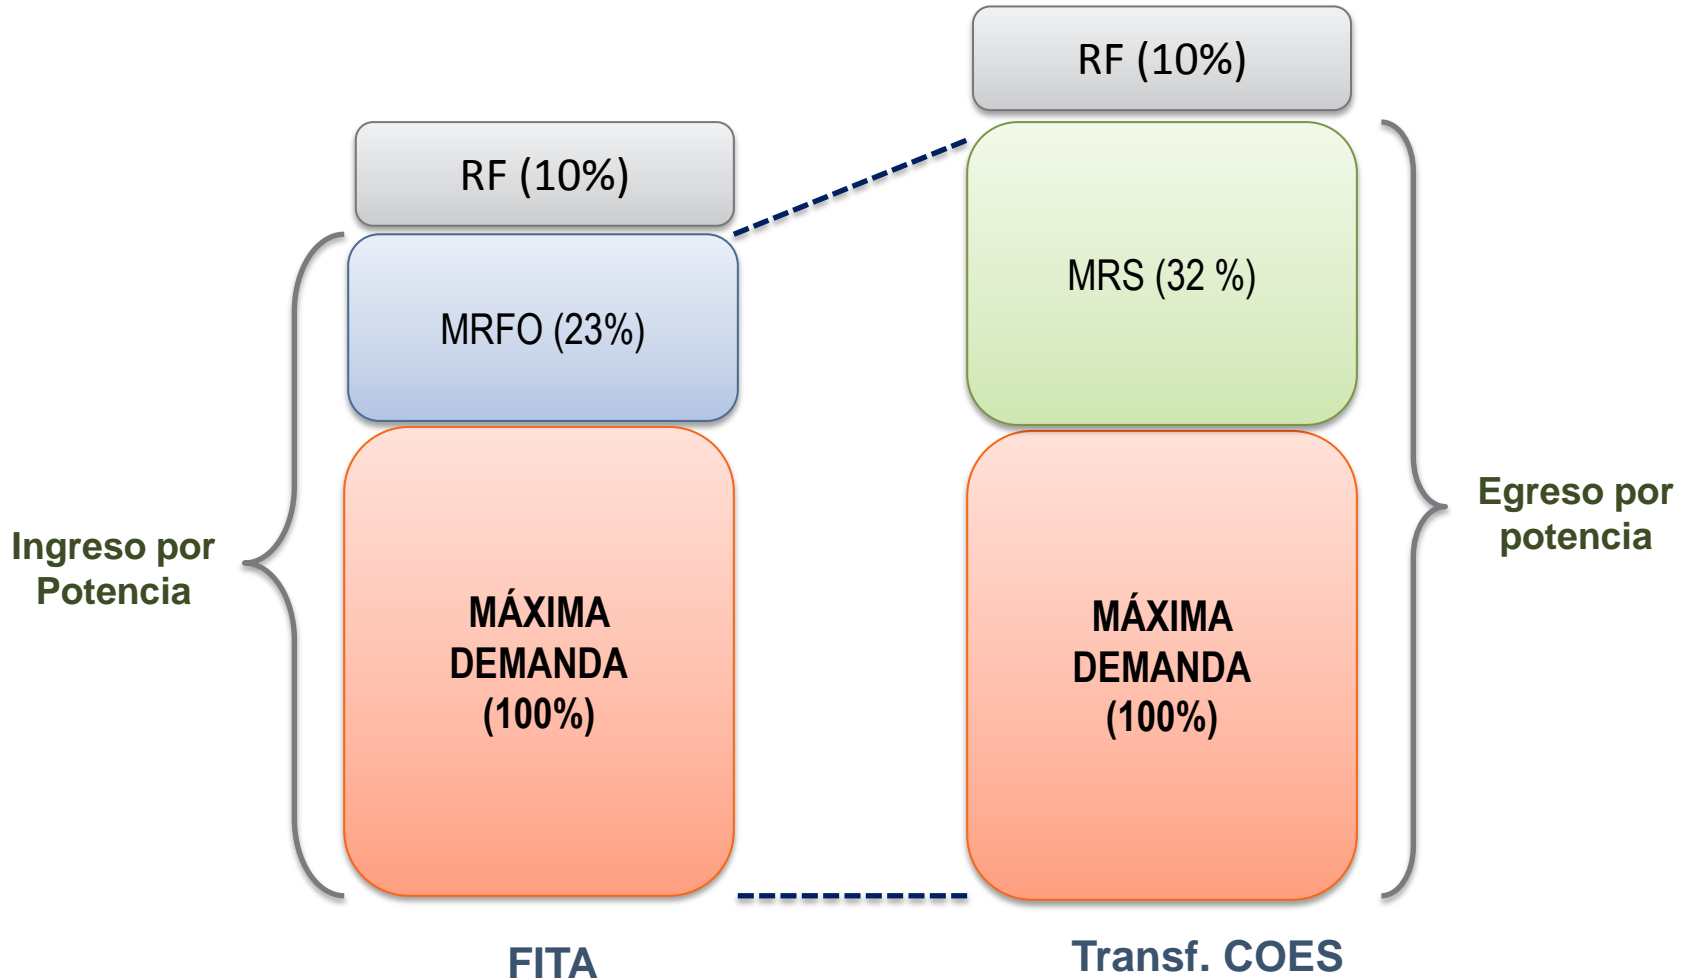 RF (10%)
RF (10%)
MRFO (23%)
MRS (32 %)
Ingreso por
Potencia
MÁXIMA
DEMANDA
(100%)
MÁXIMA
DEMANDA
(100%)
Egreso por
potencia
FITA
Transf. COES